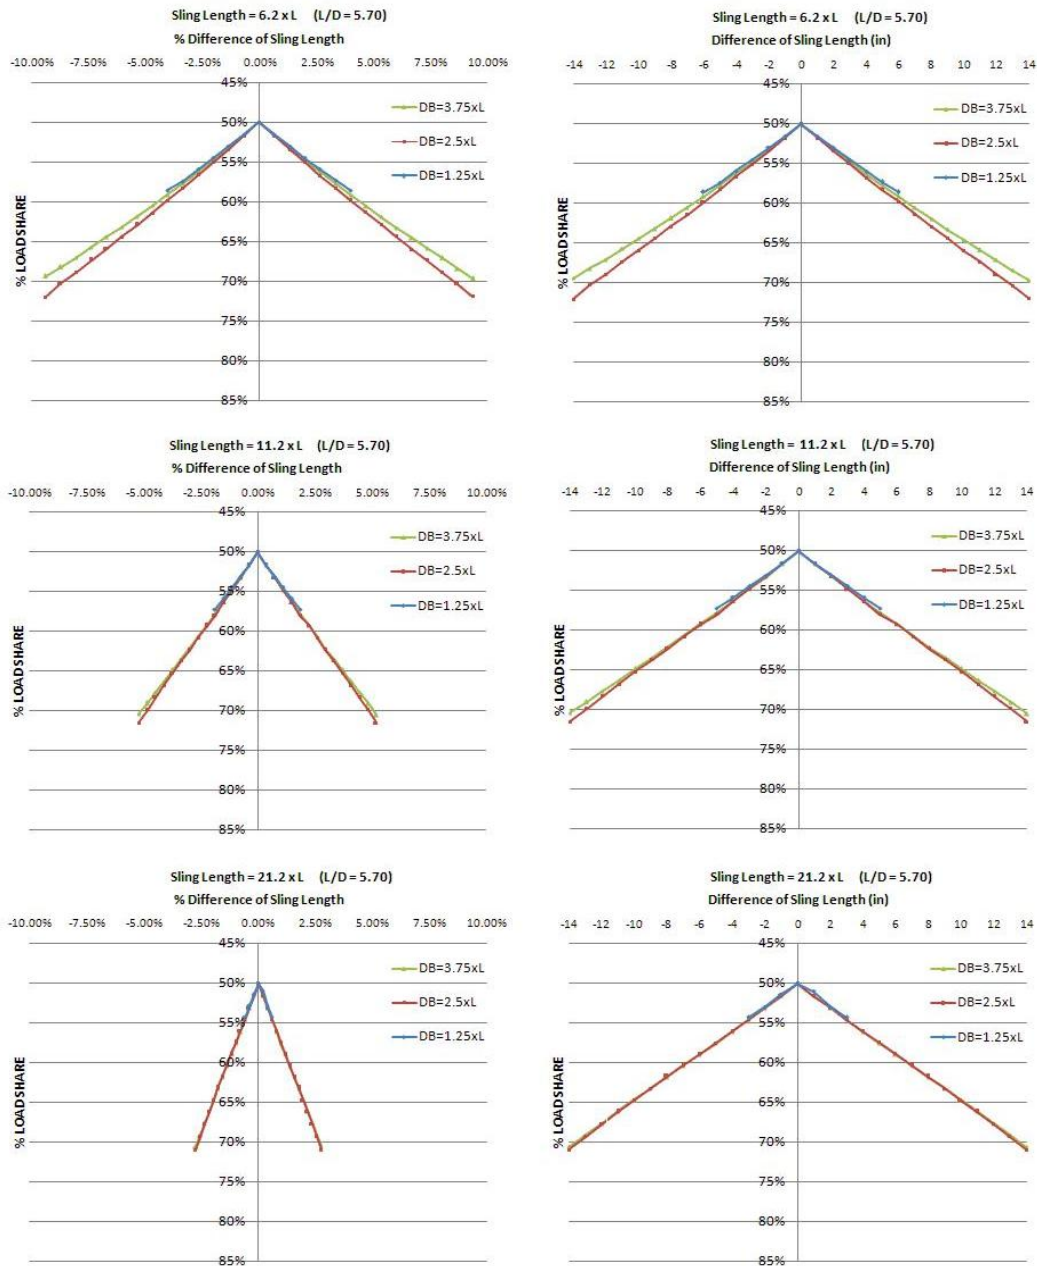 Sling Length = 6.2 x L (L/D = 5.70)
% Difference of Sling Length
-10.00% -7.50% -5.00% -2.50% 0.00% 2.50% 5.00% 7.50% 10.00%
45%
50%
55%
60%
65%
70%
75%
80%
85%
% LOADSHARE
DB=3.75xL
DB=2.5xL
DB=1.25xL
Sling Length = 6.2 x L (L/D = 5.70)
Difference of Sling Length (in)
-14 -12 -10 -8 -6 -4 -2 0 2 4 6 8 10 12 14
45%
50%
55%
60%
65%
70%
75%
80%
85%
% LOADSHARE
DB=3.75xL
DB=2.5xL
DB=1.25xL
Sling Length = 11.2 x L (L/D = 5.70)
% Difference of Sling Length
-10.00% -7.50% -5.00% -2.50% 0.00% 2.50% 5.00% 7.50% 10.00%
45%
50%
55%
60%
65%
70%
75%
80%
85%
% LOADSHARE
DB=3.75xL
DB=2.5xL
DB=1.25xL
Sling Length = 11.2 x L (L/D = 5.70)
Difference of Sling Length (in)
-14 -12 -10 -8 -6 -4 -2 0 2 4 6 8 10 12 14
45%
50%
55%
60%
65%
70%
75%
80%
85%
% LOADSHARE
DB=3.75xL
DB=2.5xL
DB=1.25xL
Sling Length = 21.2 x L (L/D = 5.70)
% Difference of Sling Length
-10.00% -7.50% -5.00% -2.50% 0.00% 2.50% 5.00% 7.50% 10.00%
45%
50%
55%
60%
65%
70%
75%
80%
85%
% LOADSHARE
DB=3.75xL
DB=2.5xL
DB=1.25xL
Sling Length = 21.2 x L (L/D = 5.70)
Difference of Sling Length (in)
-14 -12 -10 -8 -6 -4 -2 0 2 4 6 8 10 12 14
45%
50%
55%
60%
65%
70%
75%
80%
85%
% LOADSHARE
DB=3.75xL
DB=2.5xL
DB=1.25xL